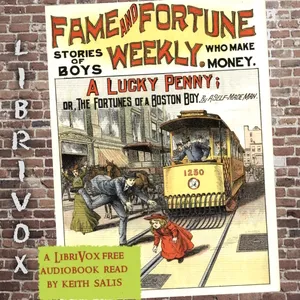 FAME AND FORTUNE
WEEKLY.
STORIES OF
BOYS
WHO MAKE
MONEY.
A LUCKY PENNY;
OR, THE FORTUNES OF A BOSTON BOY. By A SELF-MADE MAN.
1250
LIBRIVOX
A LIBRIVOX FREE
AUDIOBOOK READ
BY KEITH SALIS